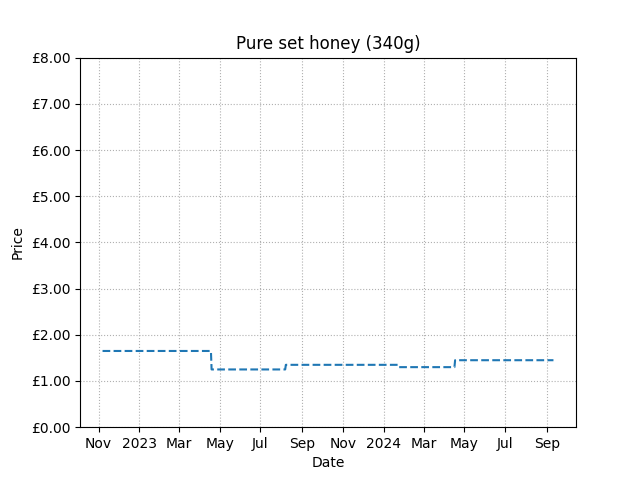 Pure set honey (340g)
£8.00
£7.00
£6.00
£5.00
£4.00
£3.00
£2.00
£1.00
£0.00
Price
Nov 2023 Mar May Jul Sep Nov 2024 Mar May Jul Sep
Date